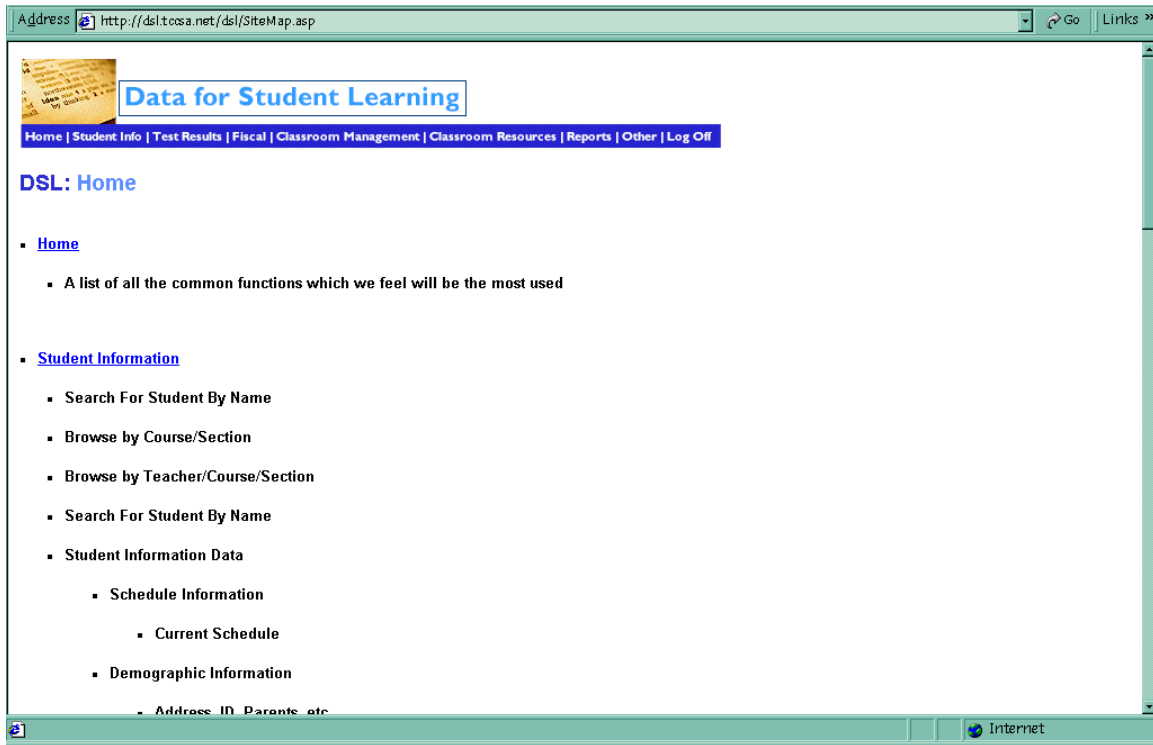 Address http://dsl.tccsa.net/dsl/SiteMap.asp Go Links »
Data for Student Learning
Home | Student Info | Test Results | Fiscal | Classroom Management | Classroom Resources | Reports | Other | Log Off
DSL: Home
Home
A list of all the common functions which we feel will be the most used
Student Information
Search For Student By Name
Browse by Course/Section
Browse by Teacher/Course/Section
Search For Student By Name
Student Information Data
Schedule Information
Current Schedule
Demographic Information
Address, ID, Parents, etc
Internet